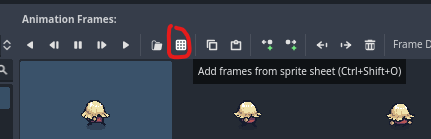 Animation Frames:
Frame D
Add frames from sprite sheet (Ctrl+Shift+O)